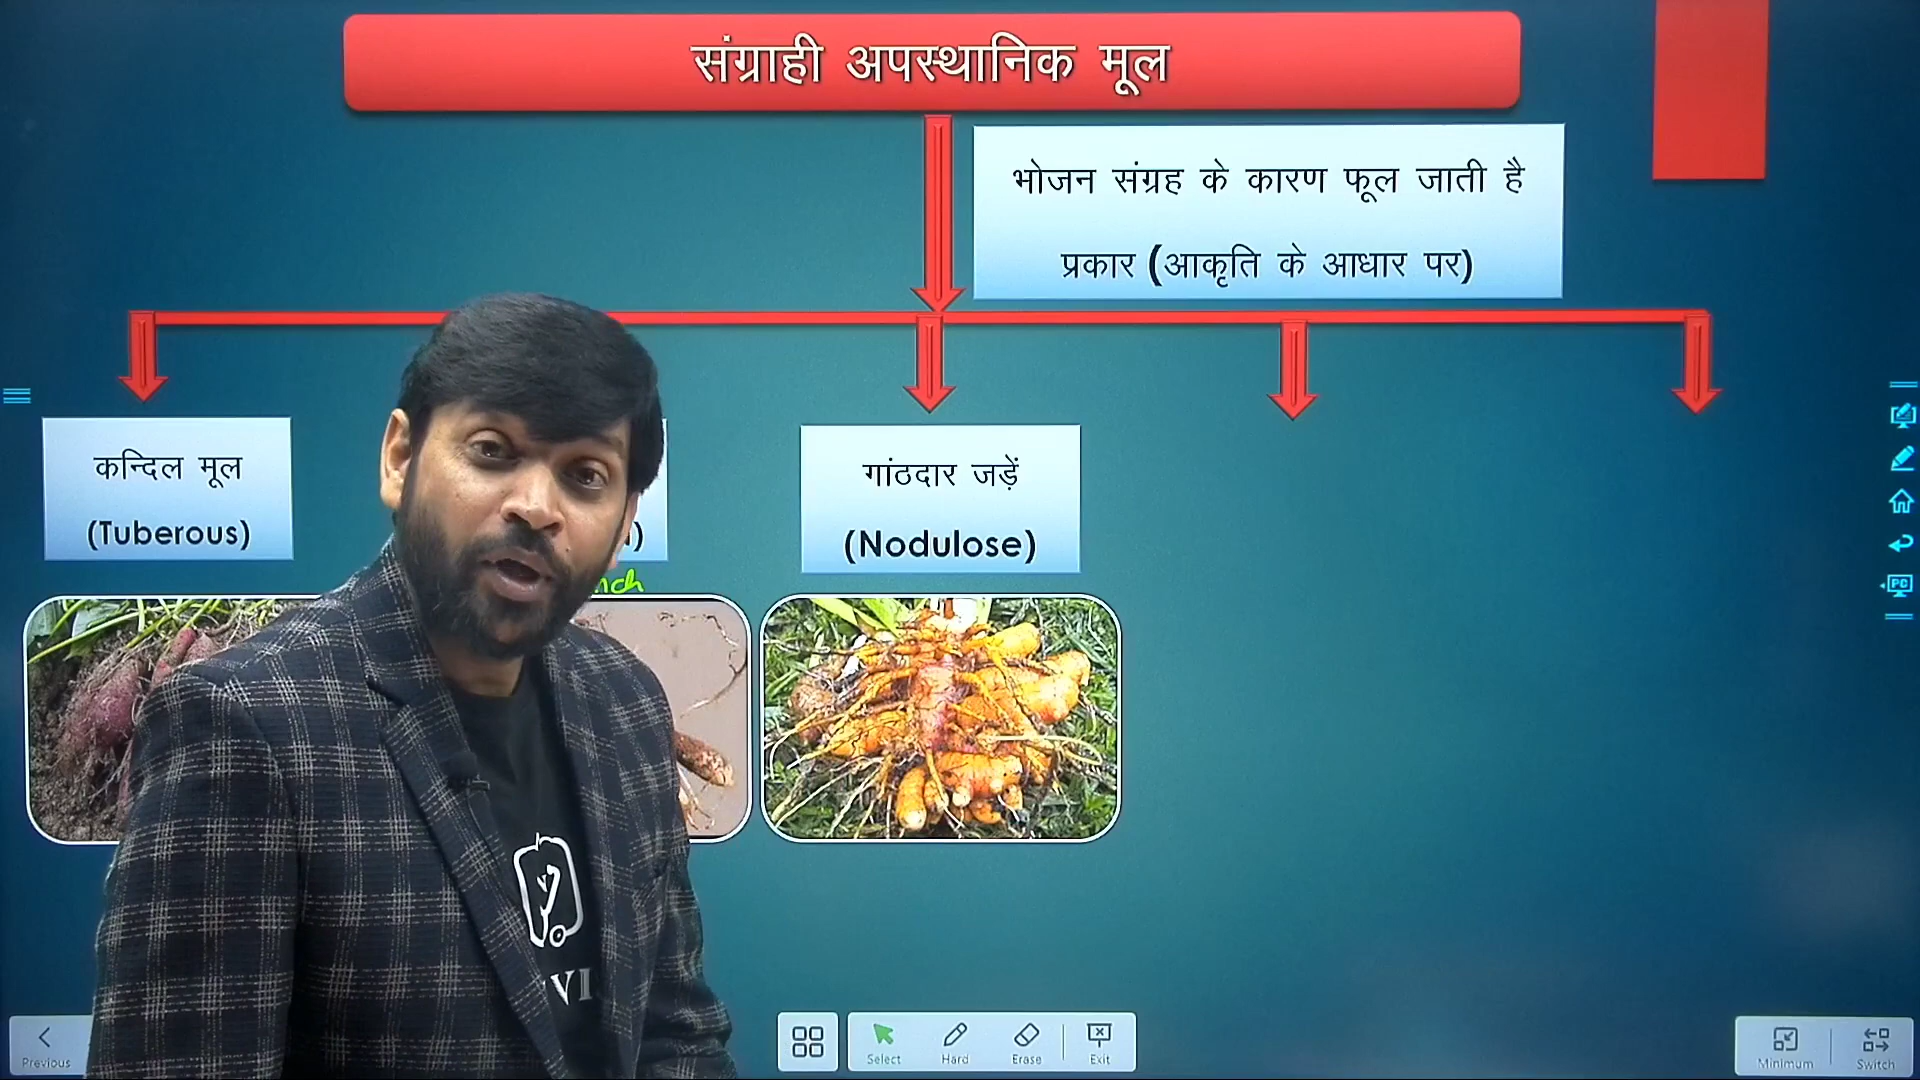 संग्राही अपस्थानिक मूल
भोजन संग्रह के कारण फूल जाती है
प्रकार (आकृति के आधार पर)
कन्दिल मूल
(Tuberous)
गांठदार जड़ें
(Nodulose)
PC
Previous
Select
Hard
Erase
Exit
Minimum
Switch